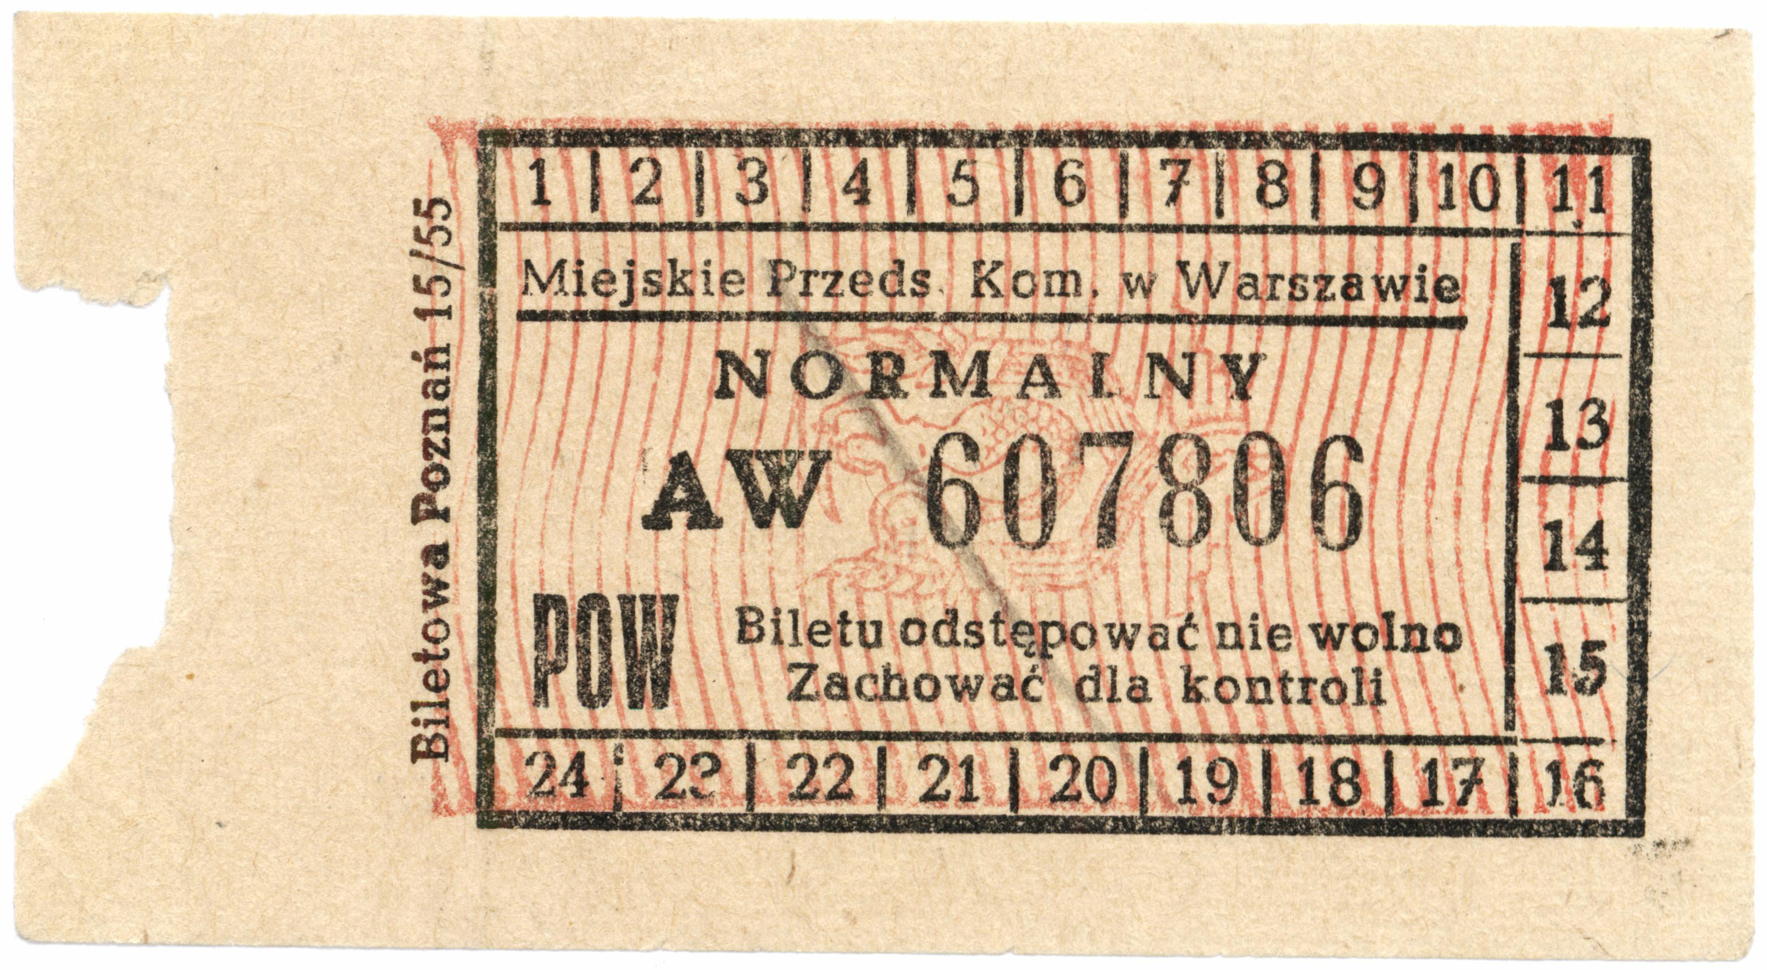 1 | 2 | 3 | 4 | 5 | 6 | 7 | 8 | 9 | 10 | 11
Miejskie Przeds. Kom. w Warszawie
12
NORMALNY
13
AW 607806
14
POW
Biletu odstępować nie wolno
Zachować dla kontroli
15
24 | 23 | 22 | 21 | 20 | 19 | 18 | 17 | 16
Biletowa Poznań 15/55